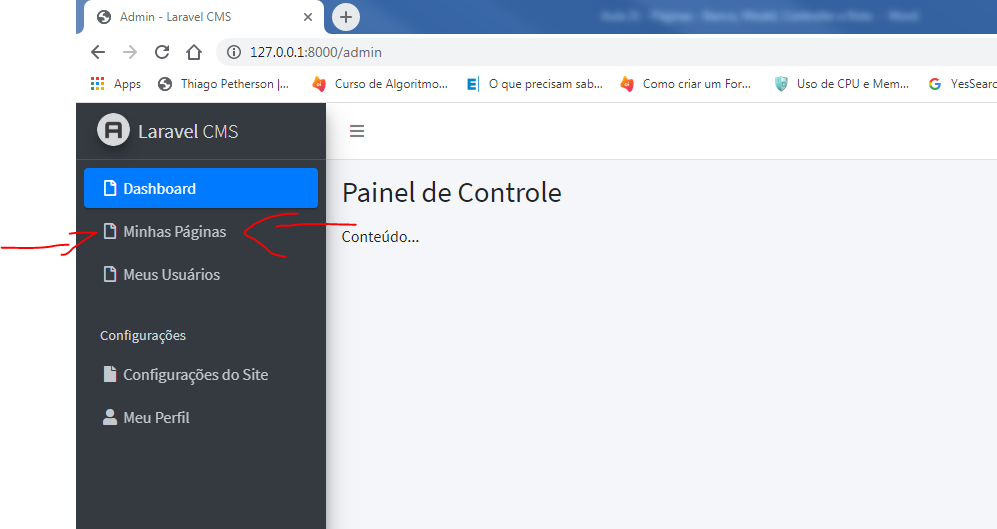 Admin - Laravel CMS
127.0.0.1:8000/admin
Apps Thiago Petherson |... Curso de Algoritmo... E| O que precisam sab... Como criar um For... Uso de CPU e Mem... G YesSearc
Laravel CMS
Dashboard
Painel de Controle
Minhas Páginas
Conteúdo...
Meus Usuários
Configurações
Configurações do Site
Meu Perfil